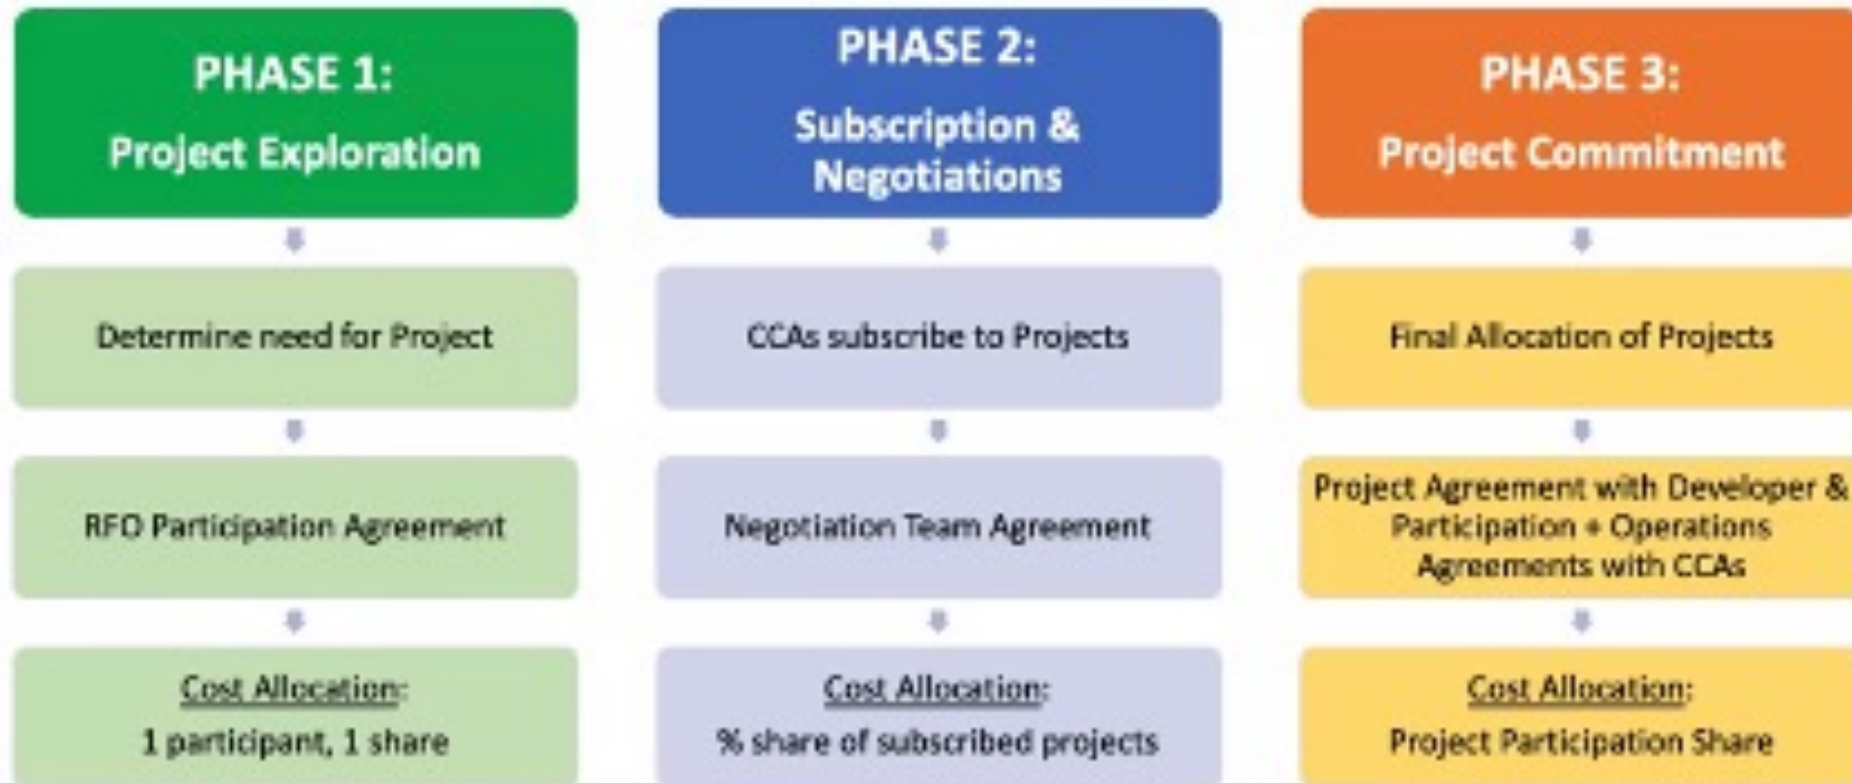 PHASE 1:
Project Exploration
Determine need for Project
RFO Participation Agreement
Cost Allocation:
1 participant, 1 share
PHASE 2:
Subscription &
Negotiations
CCAs subscribe to Projects
Negotiation Team Agreement
Cost Allocation:
% share of subscribed projects
PHASE 3:
Project Commitment
Final Allocation of Projects
Project Agreement with Developer &
Participation + Operations
Agreements with CCAs
Cost Allocation:
Project Participation Share